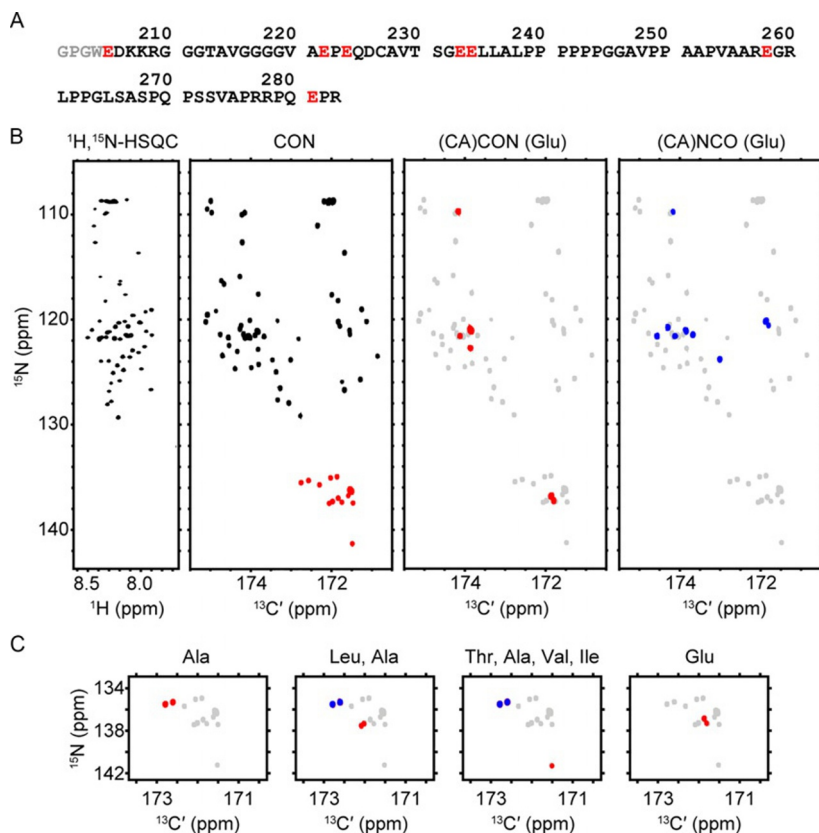 A
210 220 230 240 250 260
GPGWEDKKRG GGTAVGGGGV AEPEQDCAVT SGEELLALPP PPPPGGAVPP AAPVAAREGR
270 280
LPPGLSASPQ PSSVAPRRPQ EPR
B
¹H,¹⁵N-HSQC CON (CA)CON (Glu) (CA)NCO (Glu)
110
120
130
140
¹⁵N (ppm)
8.5 8.0 174 172 174 172 174 172
¹H (ppm) ¹³C′ (ppm) ¹³C′ (ppm) ¹³C′ (ppm)
C
Ala Leu, Ala Thr, Ala, Val, Ile Glu
134
138
142
¹⁵N (ppm)
173 171 173 171 173 171 173 171
¹³C′ (ppm) ¹³C′ (ppm) ¹³C′ (ppm) ¹³C′ (ppm)